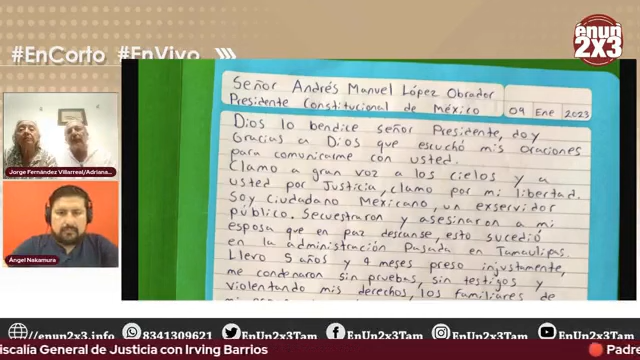 #EnCorto #EnVivo
énun
2x3
Señor Andrés Manuel López Obrador
Presidente Constitucional de México
09 Ene 2023
Dios lo bendice señor Presidente, doy
Gracias a Dios que escuchó mis oraciones
para comunicarme con usted.
Clamo a gran voz a los cielos y a
usted por Justicia, clamo por mi libertad.
Soy ciudadano Mexicano, un exservidor
público. Secuestraron y asesinaron a mi
esposa que en paz descanse, esto sucedió
en la administración Pasada en Tamaulipas.
Llevo 5 años y 4 meses preso injustamente,
me condenaron sin pruebas, sin testigos y
violentando mis derechos, los familiares de
Jorge Fernández Villarreal/Adriana
Ángel Nakamura
//enun2x3.info
8341309621
EnUn2x3Tam
EnUn2x3Tam
EnUn2x3Tam
EnUn2x3Tam
iscalía General de Justicia con Irving Barrios
Padre